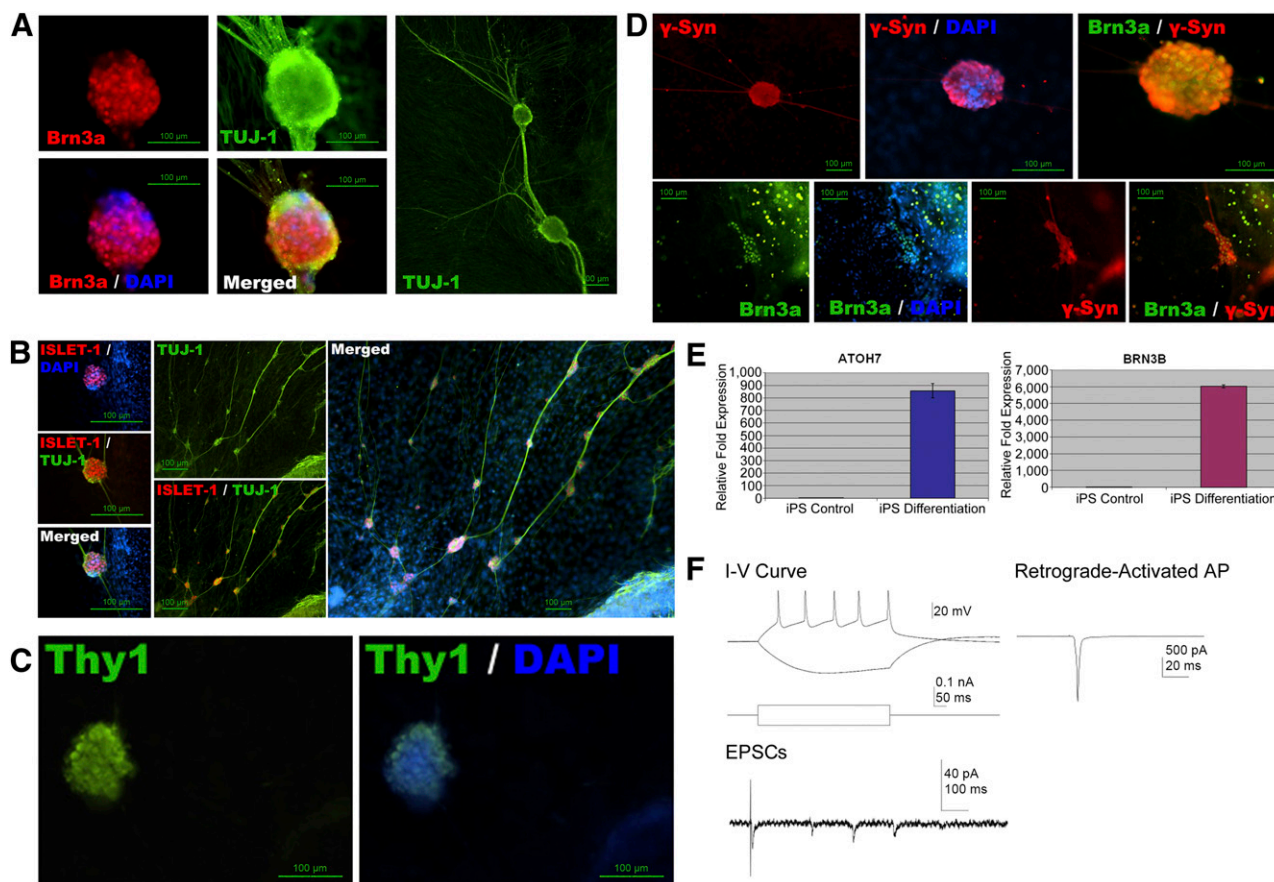 A
Brn3a
100 µm
TUJ-1
100 µm
Brn3a / DAPI
100 µm
Merged
100 µm
TUJ-1
B
ISLET-1 /
DAPI
100 µm
ISLET-1 /
TUJ-1
100 µm
Merged
100 µm
TUJ-1
100 µm
ISLET-1 / TUJ-1
100 µm
Merged
100 µm
C
Thy1
100 µm
Thy1 / DAPI
100 µm
D
γ-Syn
100 µm
γ-Syn / DAPI
100 µm
Brn3a / γ-Syn
100 µm
100 µm
Brn3a
100 µm
Brn3a / DAPI
100 µm
γ-Syn
100 µm
Brn3a / γ-Syn
E
ATOH7
Relative Fold Expression
1,000
900
800
700
600
500
400
300
200
100
0
iPS Control
iPS Differentiation
BRN3B
Relative Fold Expression
7,000
6,000
5,000
4,000
3,000
2,000
1,000
0
iPS Control
iPS Differentiation
F
I-V Curve
20 mV
0.1 nA
50 ms
Retrograde-Activated AP
500 pA
20 ms
EPSCs
40 pA
100 ms